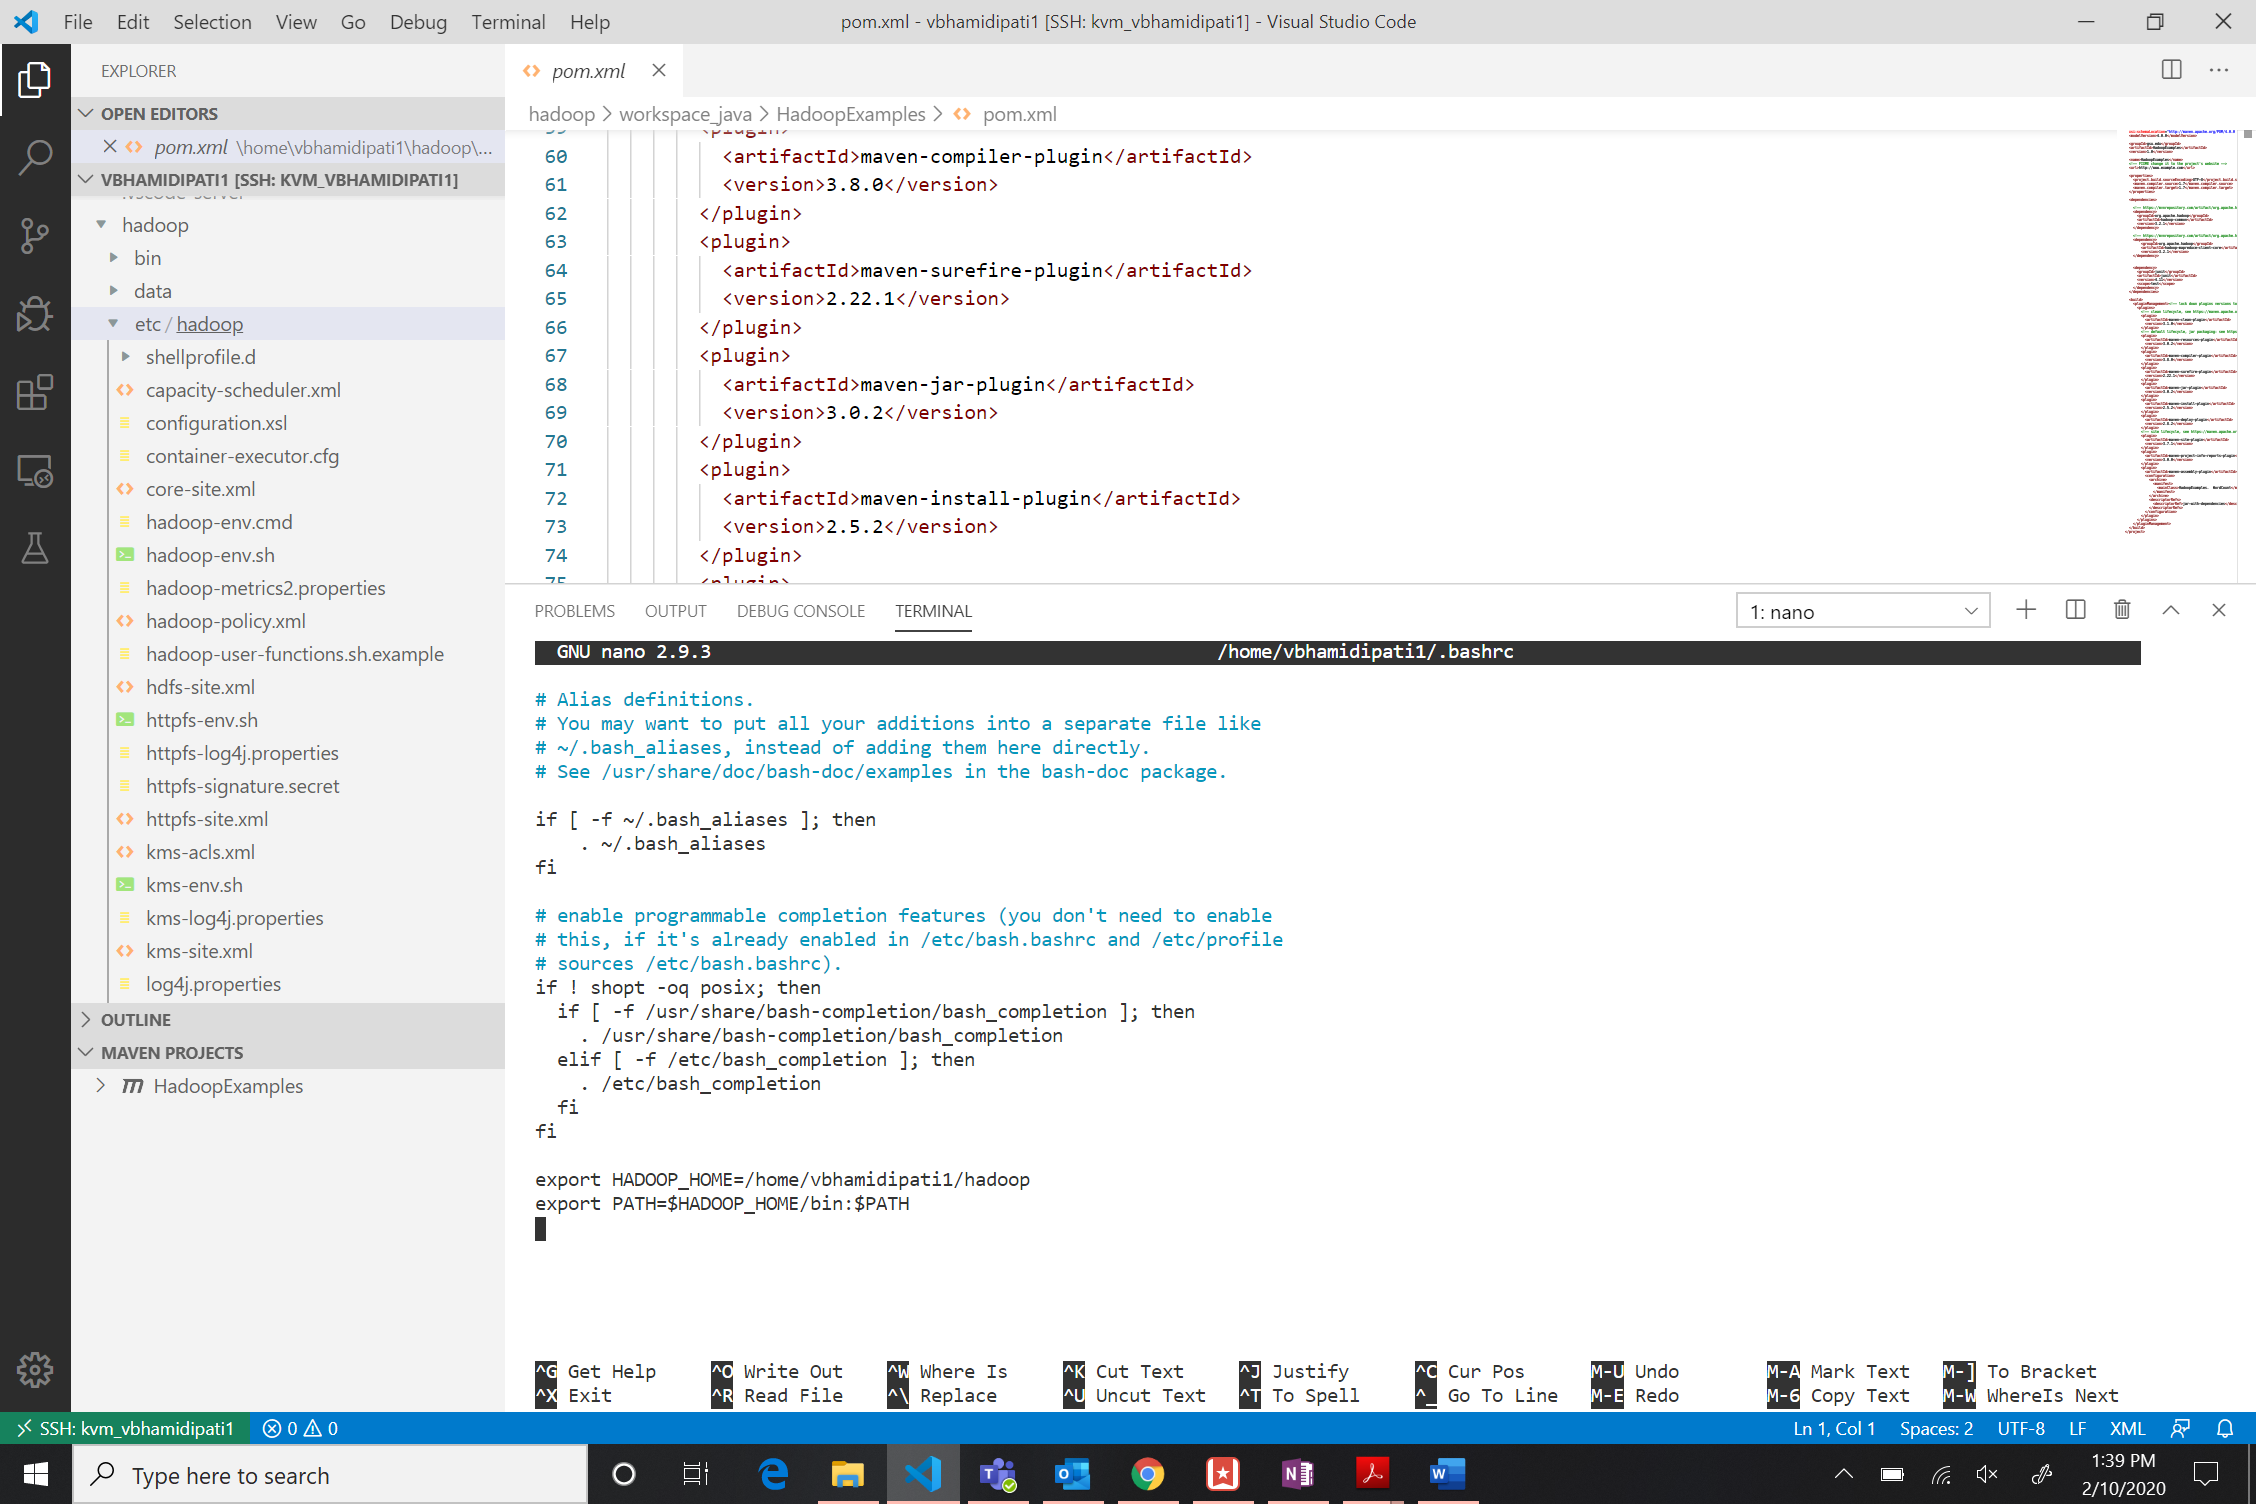 File Edit Selection View Go Debug Terminal Help
pom.xml - vbhamidipati1 [SSH: kvm_vbhamidipati1] - Visual Studio Code
EXPLORER
OPEN EDITORS
pom.xml \home\vbhamidipati1\hadoop\...
VBHAMIDIPATI1 [SSH: KVM_VBHAMIDIPATI1]
.vscode-server
hadoop
bin
data
etc / hadoop
shellprofile.d
capacity-scheduler.xml
configuration.xsl
container-executor.cfg
core-site.xml
hadoop-env.cmd
hadoop-env.sh
hadoop-metrics2.properties
hadoop-policy.xml
hadoop-user-functions.sh.example
hdfs-site.xml
httpfs-env.sh
httpfs-log4j.properties
httpfs-signature.secret
httpfs-site.xml
kms-acls.xml
kms-env.sh
kms-log4j.properties
kms-site.xml
log4j.properties
OUTLINE
MAVEN PROJECTS
HadoopExamples
pom.xml
hadoop > workspace_java > HadoopExamples > pom.xml
59 <plugin>
60 <artifactId>maven-compiler-plugin</artifactId>
61 <version>3.8.0</version>
62 </plugin>
63 <plugin>
64 <artifactId>maven-surefire-plugin</artifactId>
65 <version>2.22.1</version>
66 </plugin>
67 <plugin>
68 <artifactId>maven-jar-plugin</artifactId>
69 <version>3.0.2</version>
70 </plugin>
71 <plugin>
72 <artifactId>maven-install-plugin</artifactId>
73 <version>2.5.2</version>
74 </plugin>
75 <plugin>
PROBLEMS OUTPUT DEBUG CONSOLE TERMINAL
1: nano
GNU nano 2.9.3 /home/vbhamidipati1/.bashrc
# Alias definitions.
# You may want to put all your additions into a separate file like
# ~/.bash_aliases, instead of adding them here directly.
# See /usr/share/doc/bash-doc/examples in the bash-doc package.
if [ -f ~/.bash_aliases ]; then
. ~/.bash_aliases
fi
# enable programmable completion features (you don't need to enable
# this, if it's already enabled in /etc/bash.bashrc and /etc/profile
# sources /etc/bash.bashrc).
if ! shopt -oq posix; then
if [ -f /usr/share/bash-completion/bash_completion ]; then
. /usr/share/bash-completion/bash_completion
elif [ -f /etc/bash_completion ]; then
. /etc/bash_completion
fi
fi
export HADOOP_HOME=/home/vbhamidipati1/hadoop
export PATH=$HADOOP_HOME/bin:$PATH
^G Get Help ^O Write Out ^W Where Is ^K Cut Text ^J Justify ^C Cur Pos M-U Undo M-A Mark Text M-] To Bracket
^X Exit ^R Read File ^\ Replace ^U Uncut Text ^T To Spell ^_ Go To Line M-E Redo M-6 Copy Text M-W WhereIs Next
SSH: kvm_vbhamidipati1 0 0
Ln 1, Col 1 Spaces: 2 UTF-8 LF XML
Type here to search
1:39 PM
2/10/2020